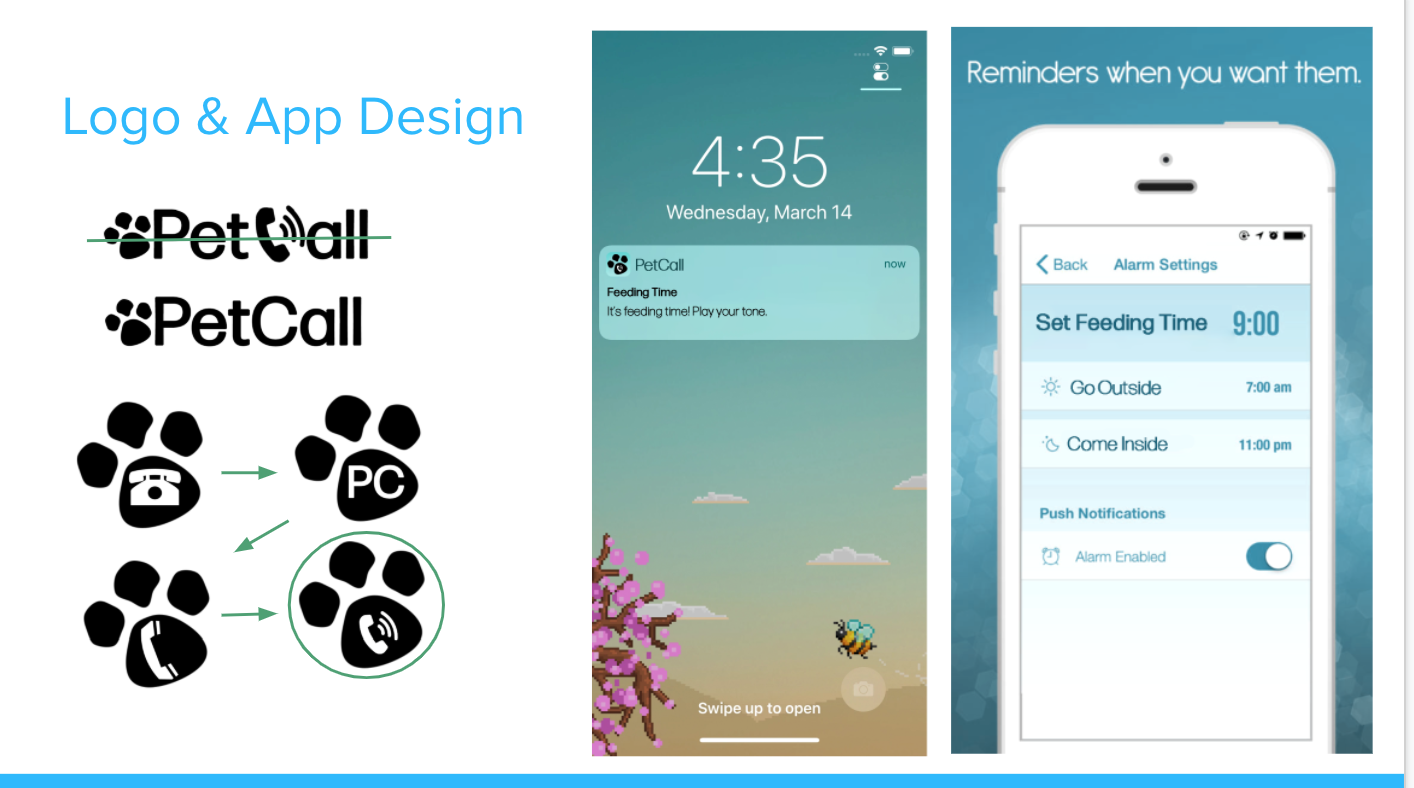 Logo & App Design
Pet all
PetCall
PC
4:35
Wednesday, March 14
PetCall
now
Feeding Time
It's feeding time! Play your tone.
Swipe up to open
Reminders when you want them.
Back Alarm Settings
Set Feeding Time 9:00
Go Outside 7:00 am
Come Inside 11:00 pm
Push Notifications
Alarm Enabled